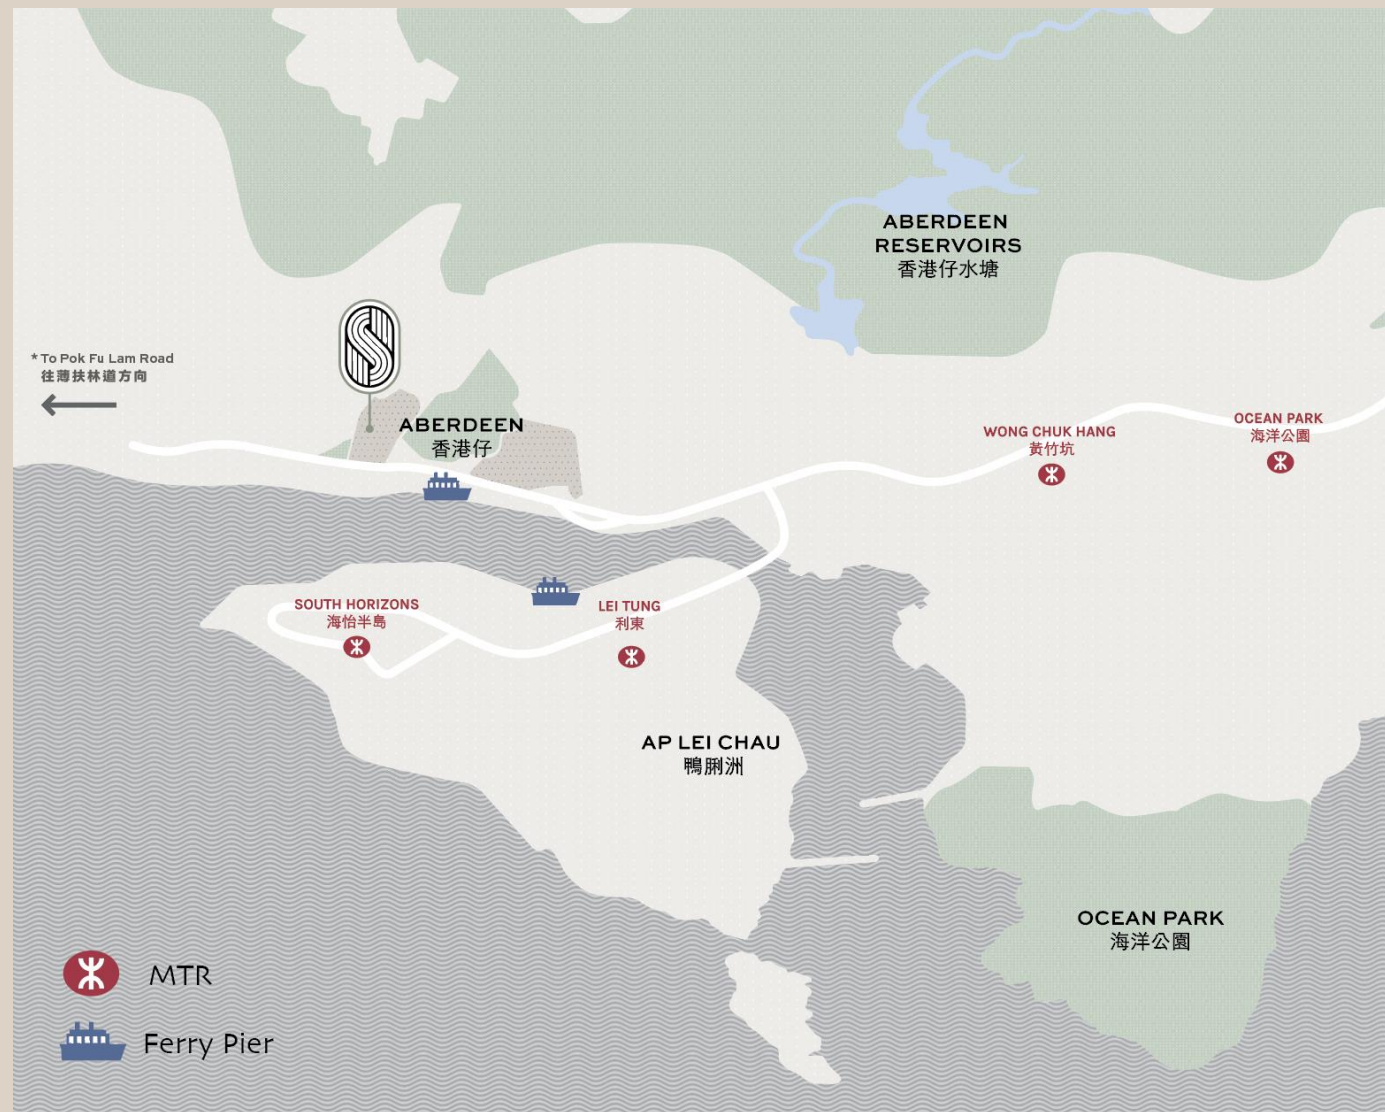 ABERDEEN
RESERVOIRS
香港仔水塘
* To Pok Fu Lam Road
往薄扶林道方向
S
ABERDEEN
香港仔
WONG CHUK HANG
黃竹坑
OCEAN PARK
海洋公園
SOUTH HORIZONS
海怡半島
LEI TUNG
利東
AP LEI CHAU
鴨脷洲
OCEAN PARK
海洋公園
MTR
Ferry Pier